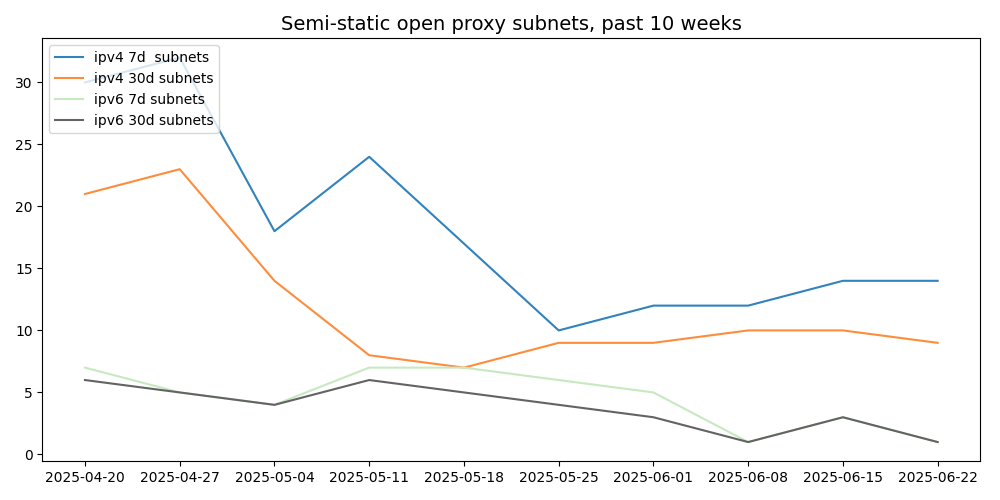 Semi-static open proxy subnets, past 10 weeks
ipv4 7d  subnets
ipv4 30d subnets
ipv6 7d subnets
ipv6 30d subnets
30
25
20
15
10
5
0
2025-04-20 2025-04-27 2025-05-04 2025-05-11 2025-05-18 2025-05-25 2025-06-01 2025-06-08 2025-06-15 2025-06-22